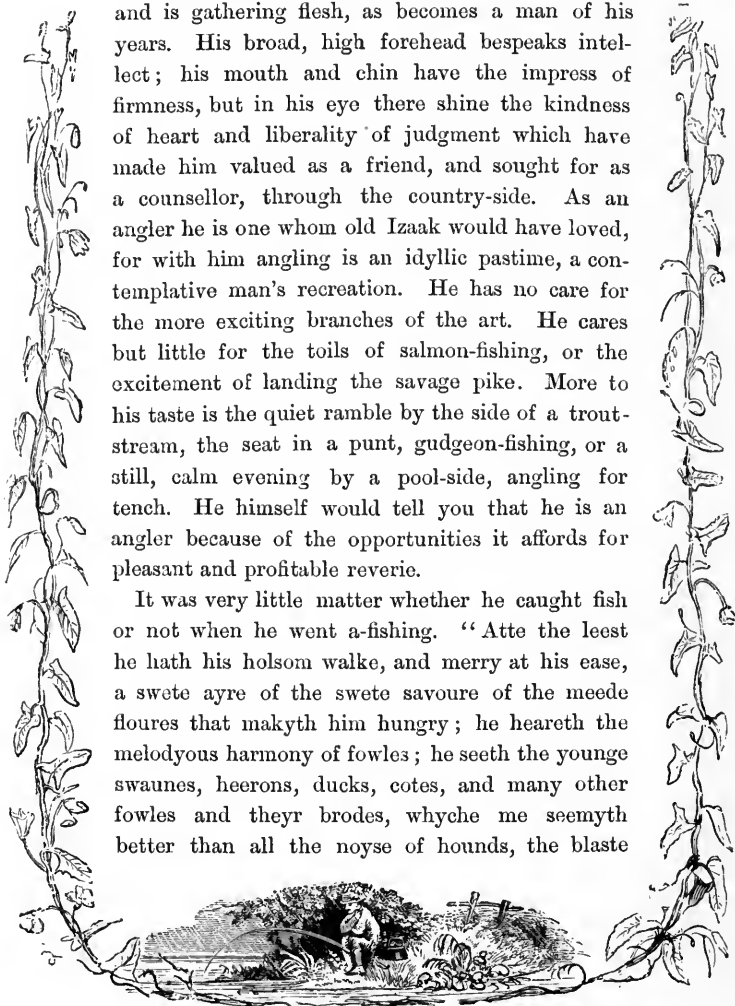 and is gathering flesh, as becomes a man of his
years. His broad, high forehead bespeaks intel-
lect; his mouth and chin have the impress of
firmness, but in his eye there shine the kindness
of heart and liberality of judgment which have
made him valued as a friend, and sought for as
a counsellor, through the country-side. As an
angler he is one whom old Izaak would have loved,
for with him angling is an idyllic pastime, a con-
templative man's recreation. He has no care for
the more exciting branches of the art. He cares
but little for the toils of salmon-fishing, or the
excitement of landing the savage pike. More to
his taste is the quiet ramble by the side of a trout-
stream, the seat in a punt, gudgeon-fishing, or a
still, calm evening by a pool-side, angling for
tench. He himself would tell you that he is an
angler because of the opportunities it affords for
pleasant and profitable reverie.
It was very little matter whether he caught fish
or not when he went a-fishing. "Atte the leest
he hath his holsom walke, and merry at his ease,
a swete ayre of the swete savoure of the meede
floures that makyth him hungry; he heareth the
melodyous harmony of fowles; he seeth the younge
swaunes, heerons, ducks, cotes, and many other
fowles and theyr brodes, whyche me seemyth
better than all the noyse of hounds, the blaste